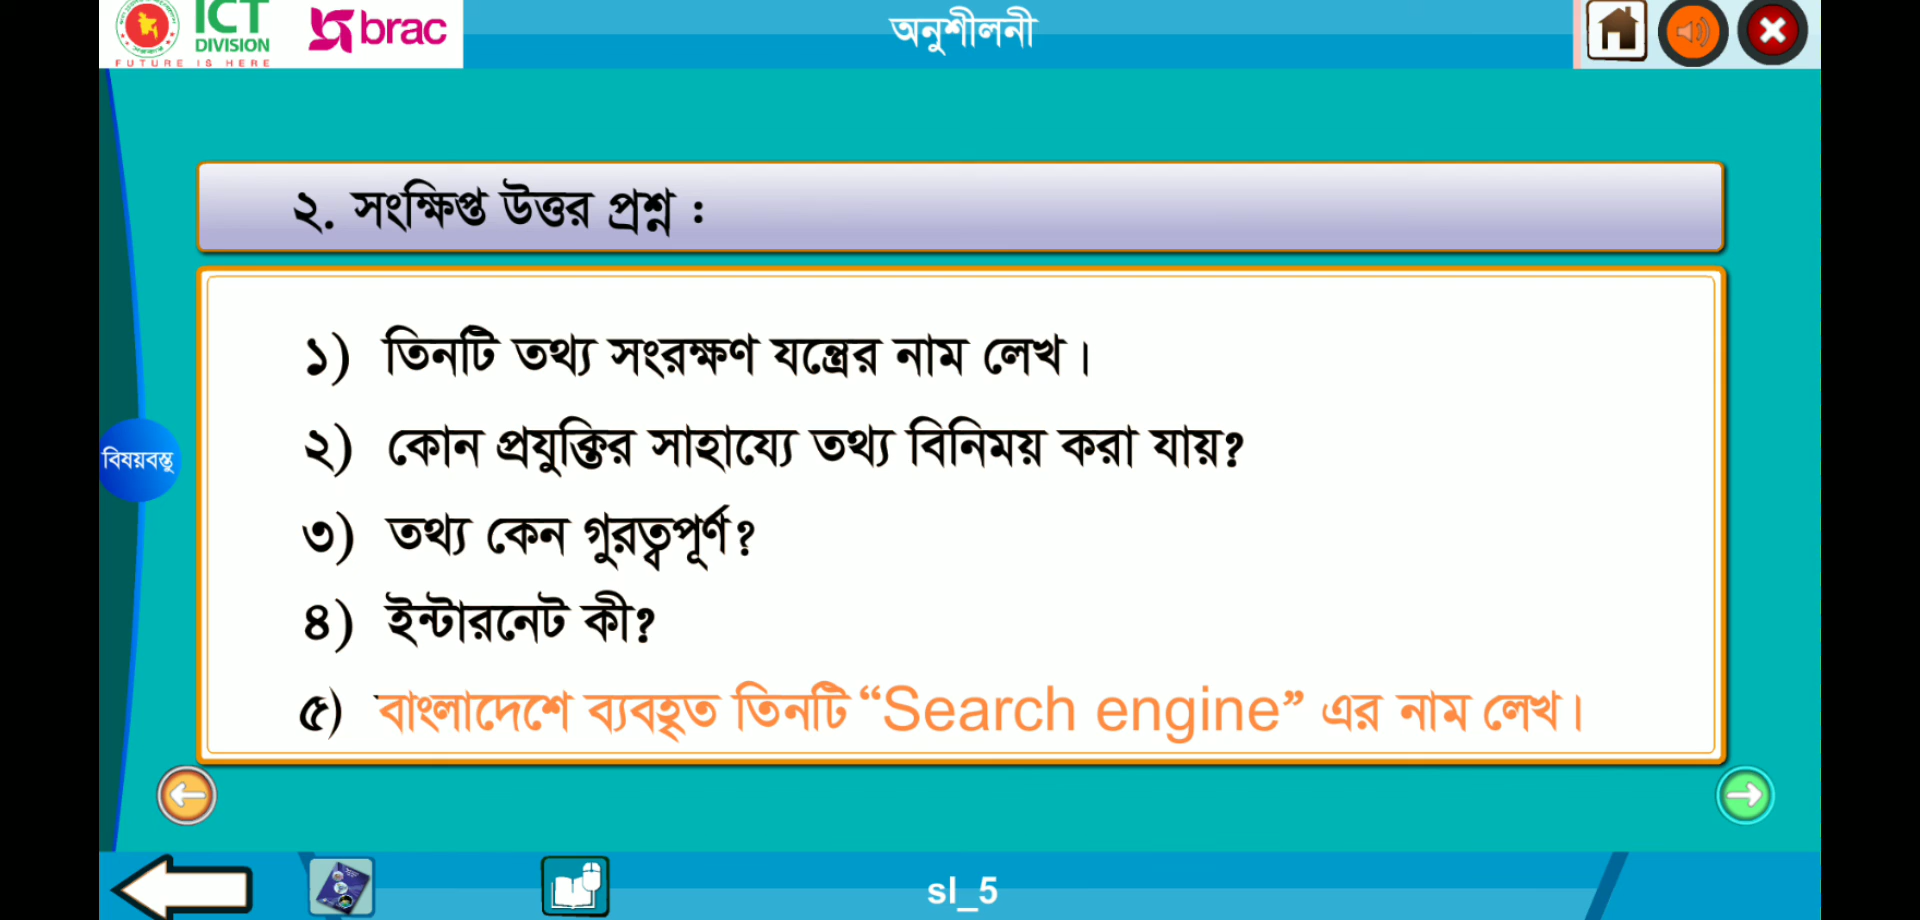 ICT
DIVISION
FUTURE IS HERE
brac
অনুশীলনী
২. সংক্ষিপ্ত উত্তর প্রশ্ন :
১) তিনটি তথ্য সংরক্ষণ যন্ত্রের নাম লেখ।
২) কোন প্রযুক্তির সাহায্যে তথ্য বিনিময় করা যায়?
৩) তথ্য কেন গুরত্বপূর্ণ?
৪) ইন্টারনেট কী?
৫) বাংলাদেশে ব্যবহৃত তিনটি “Search engine” এর নাম লেখ।
বিষয়বস্তু
sl_5